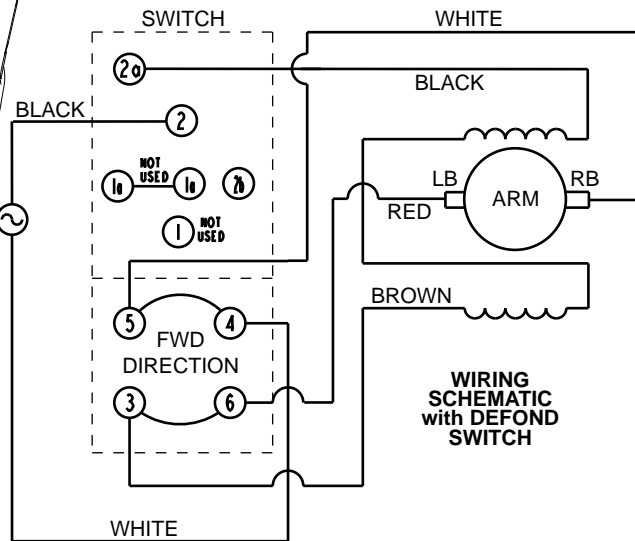 SWITCH
WHITE
2a
BLACK
BLACK
2
NOT
USED
1a
1a
2b
LB
ARM
RB
RED
1
NOT
USED
BROWN
5
4
FWD
DIRECTION
3
6
WIRING
SCHEMATIC
with DEFOND
SWITCH
WHITE